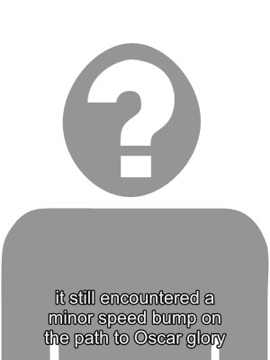 ?
it still encountered a
minor speed bump on
the path to Oscar glory